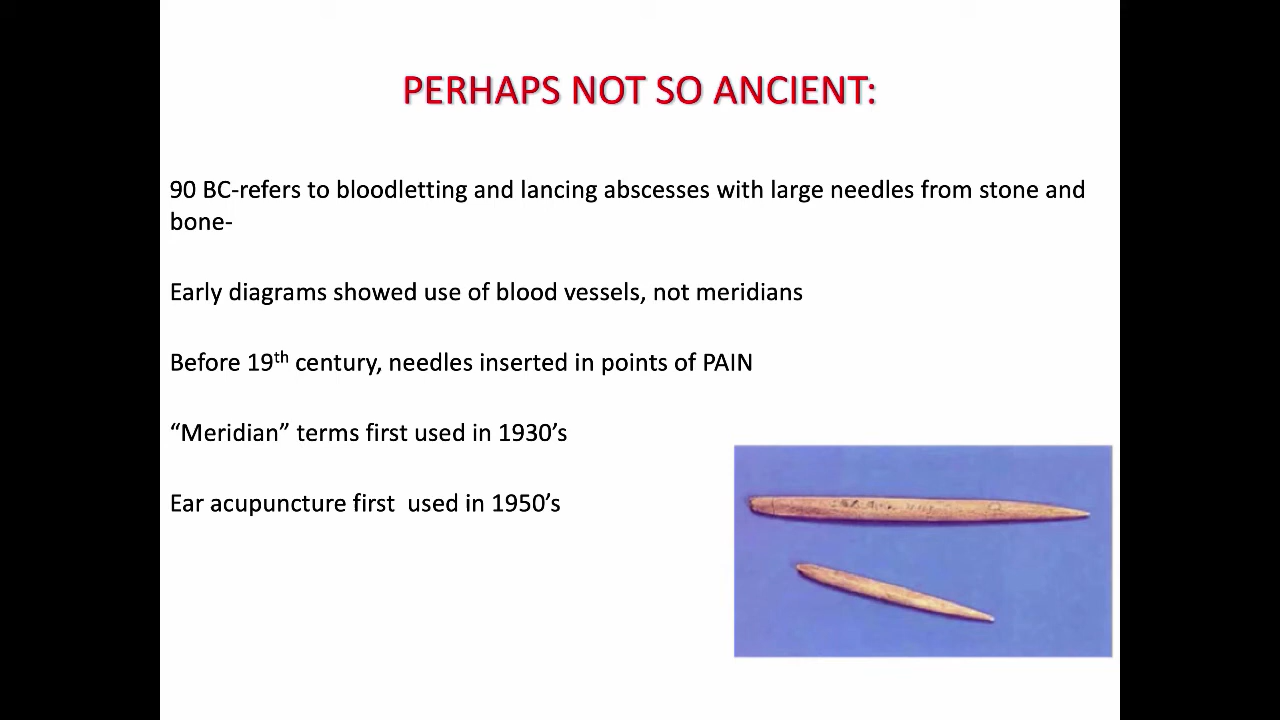 PERHAPS NOT SO ANCIENT:
90 BC-refers to bloodletting and lancing abscesses with large needles from stone and
bone-
Early diagrams showed use of blood vessels, not meridians
Before 19th century, needles inserted in points of PAIN
“Meridian” terms first used in 1930’s
Ear acupuncture first  used in 1950’s